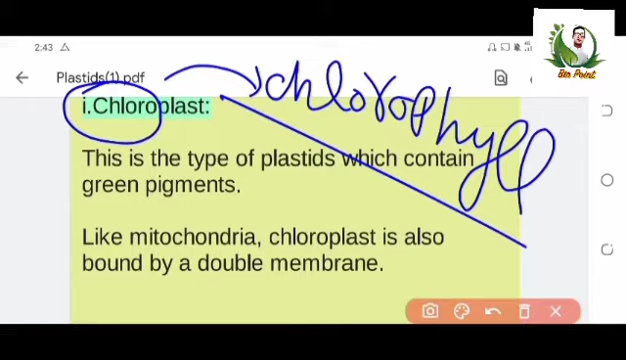 2:43
Plastids(1).pdf
Bio Point
chlorophyll
i.Chloroplast:
This is the type of plastids which contain
green pigments.
Like mitochondria, chloroplast is also
bound by a double membrane.